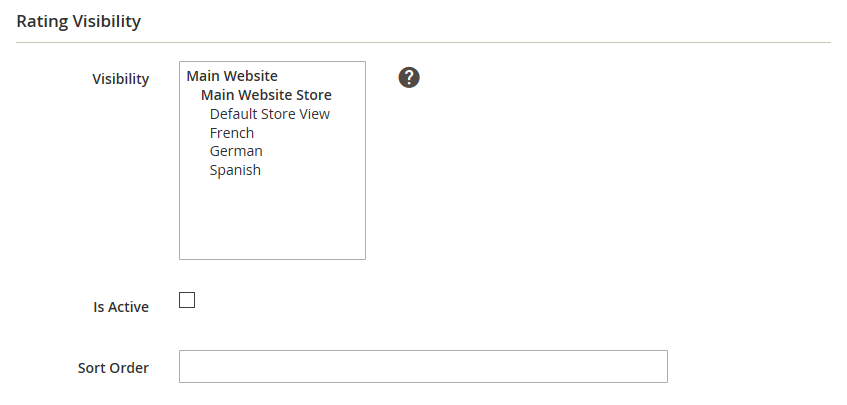 Rating Visibility
Visibility
Main Website
Main Website Store
Default Store View
French
German
Spanish
?
Is Active
Sort Order